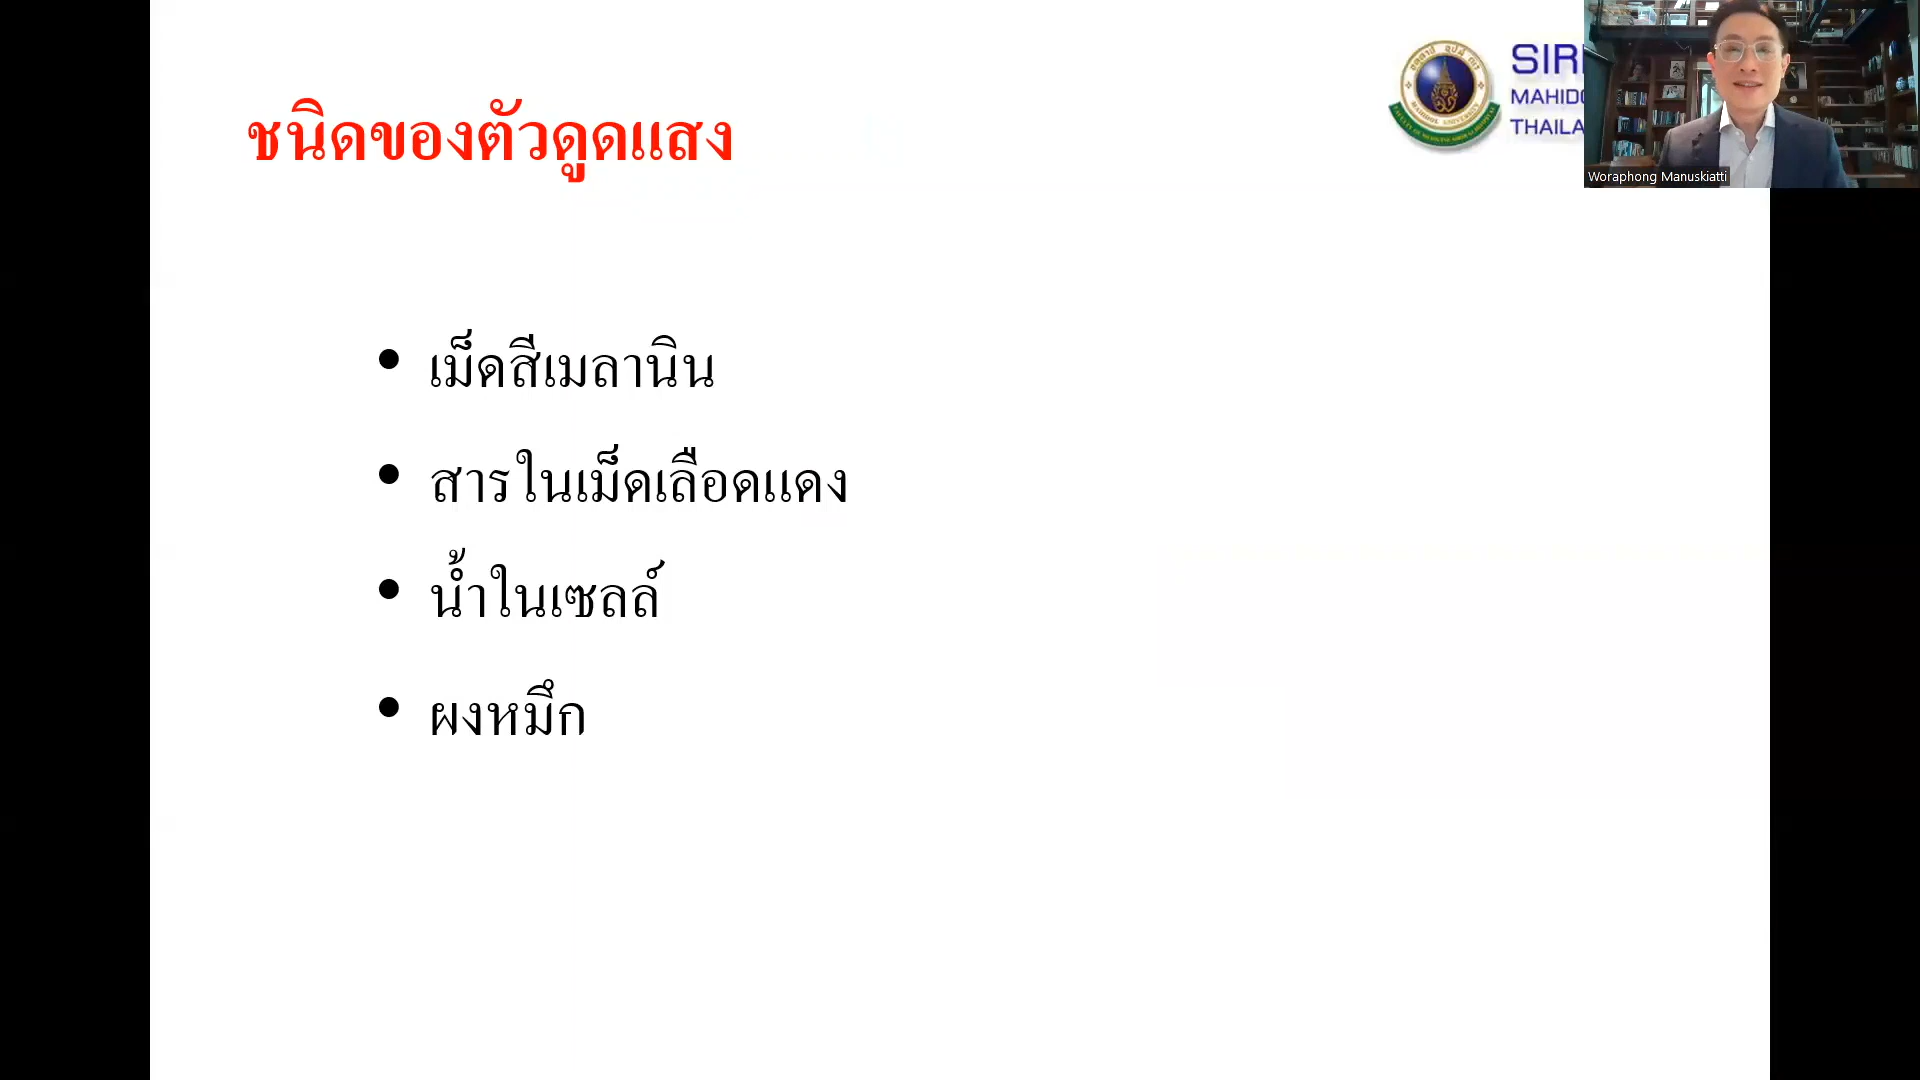 ชนิดของตัวดูดแสง
THAILA
Woraphong Manuskiatti
• เม็ดสีเมลานิน
• สารในเม็ดเลือดแดง
• น้ำในเซลล์
• ผงหมึก